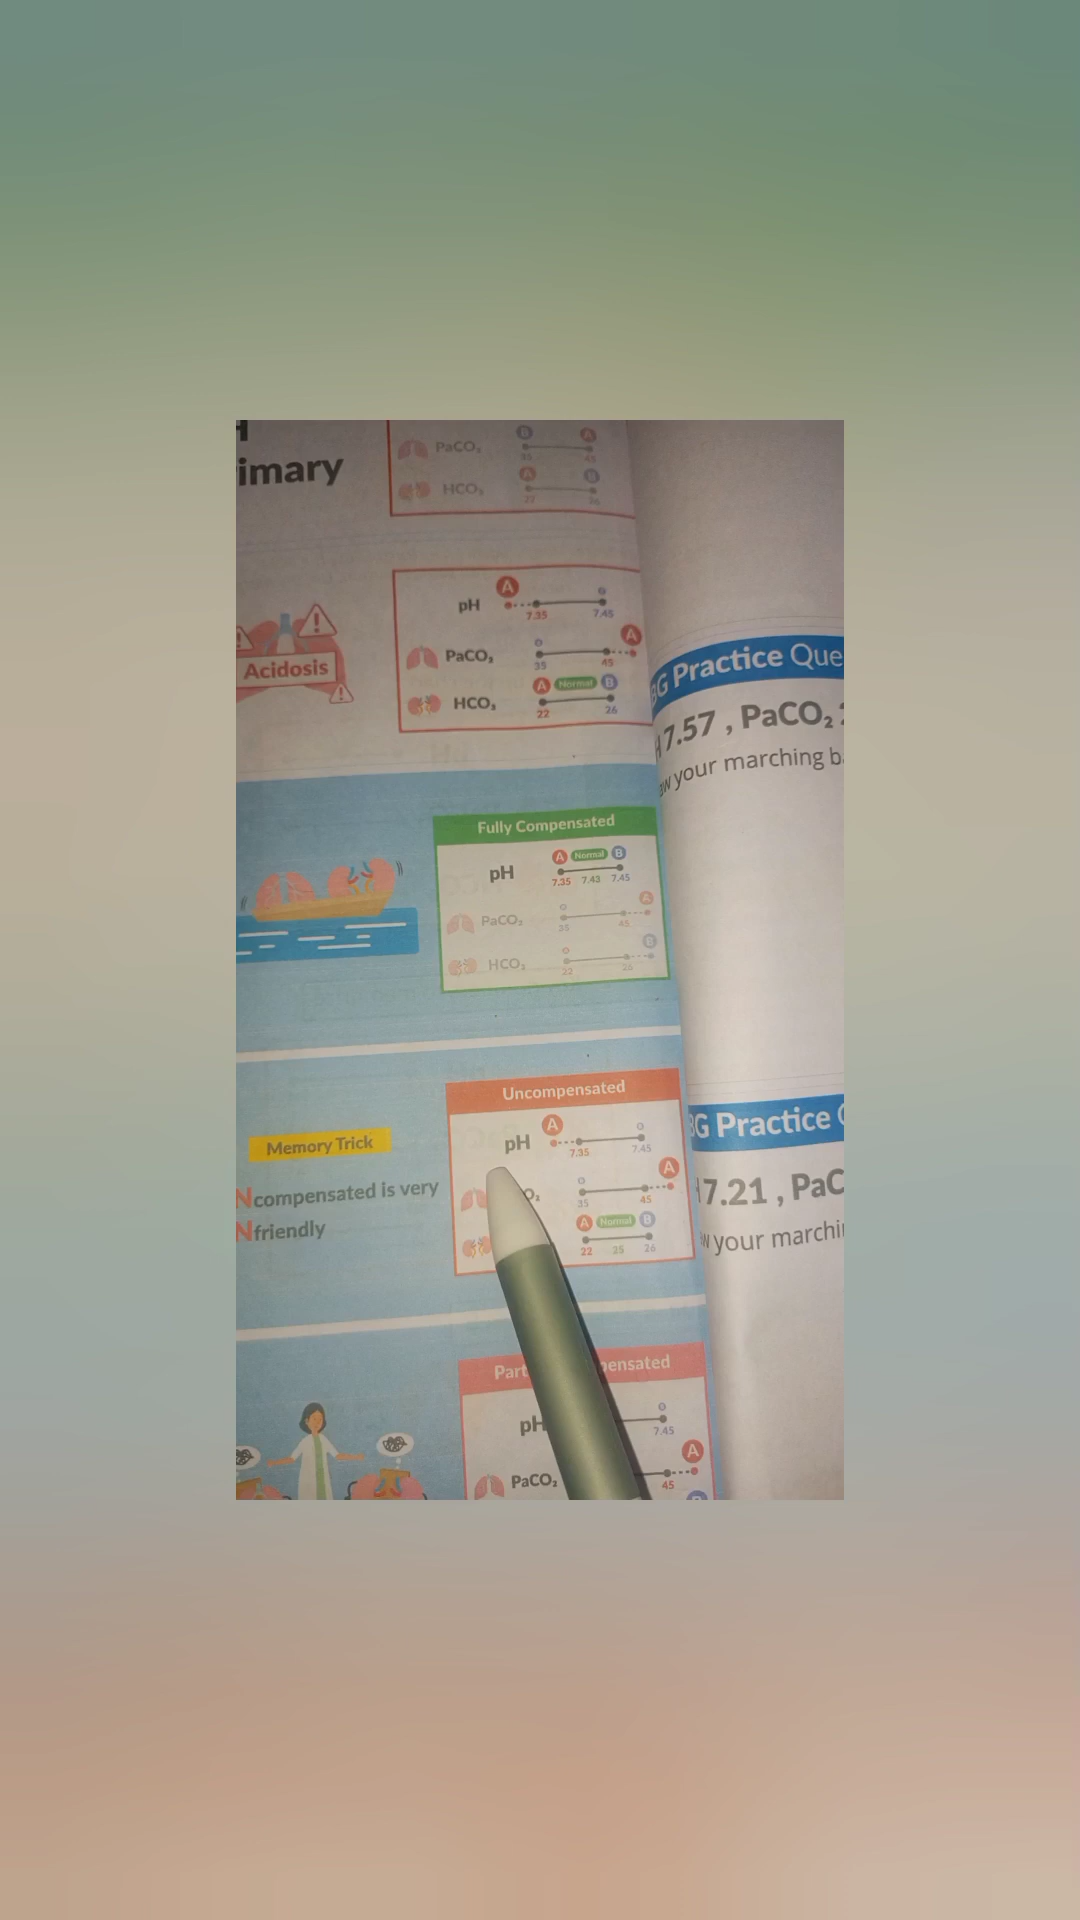 imary
PaCO₂
B
A
35
45
HCO₃
A
B
22
26
Acidosis
pH
A
7.35
7.45
PaCO₂
A
35
45
HCO₃
A Normal B
22
26
Fully Compensated
pH
A Normal B
7.35 7.43 7.45
PaCO₂
A
35
45
HCO₃
B
22
26
Memory Trick
Ncompensated is very
Nfriendly
Uncompensated
pH
A
7.35
7.45
A
35
45
A Normal B
22 25 26
Part pensated
pH
7.45
PaCO₂
A
45
G Practice Que
7.57 , PaCO₂
aw your marching b
G Practice
7.21 , PaC
w your marchi